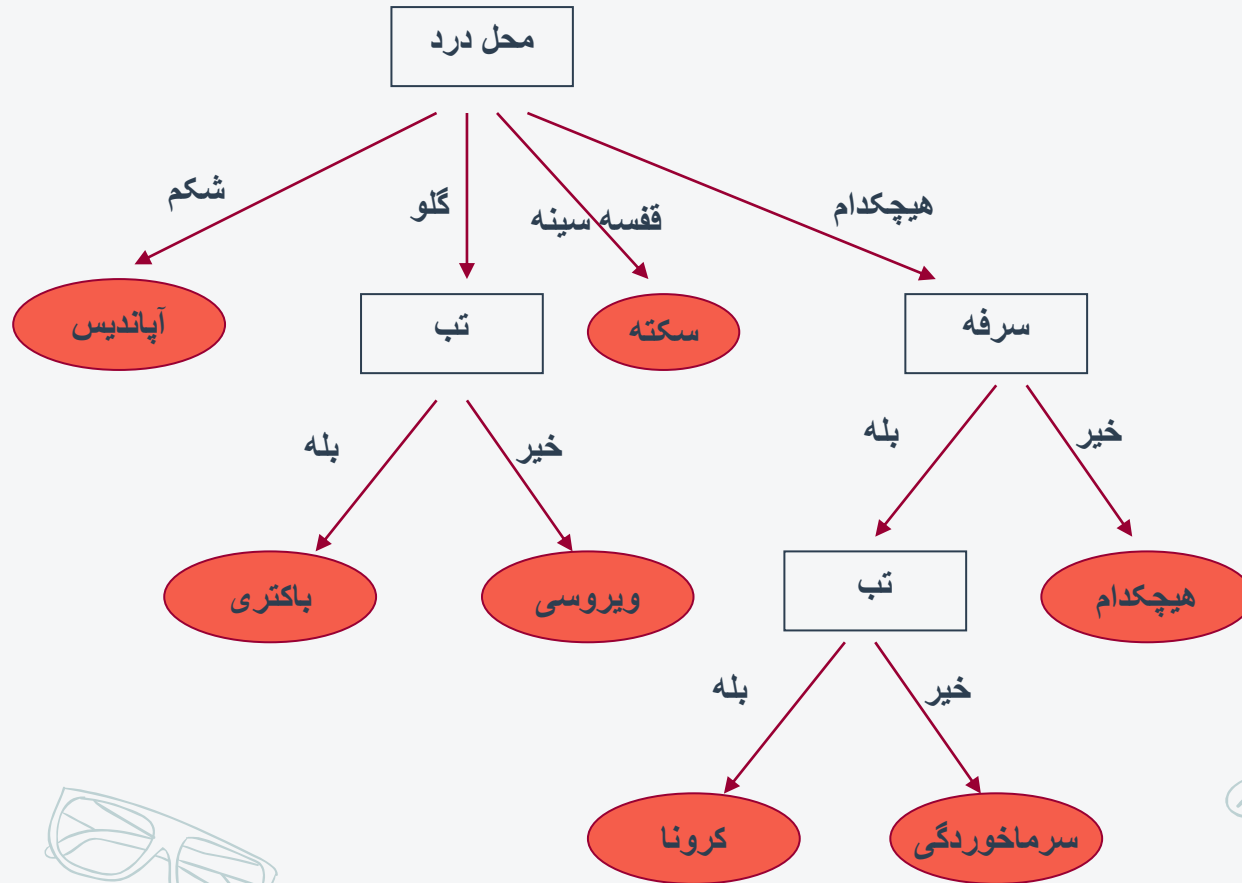 محل درد
هیچکدام
قفسه سینه
گلو
شکم
سرفه
سکته
تب
آپاندیس
خیر
بله
خیر
بله
هیچکدام
تب
ویروسی
باکتری
خیر
بله
سرماخوردگی
کرونا